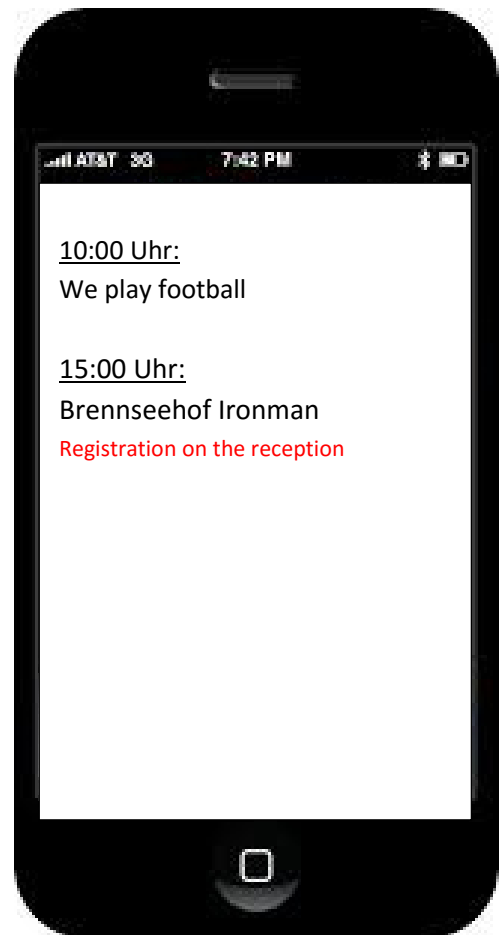 AT&T 3G 7:42 PM
10:00 Uhr:
We play football
15:00 Uhr:
Brennseehof Ironman
Registration on the reception